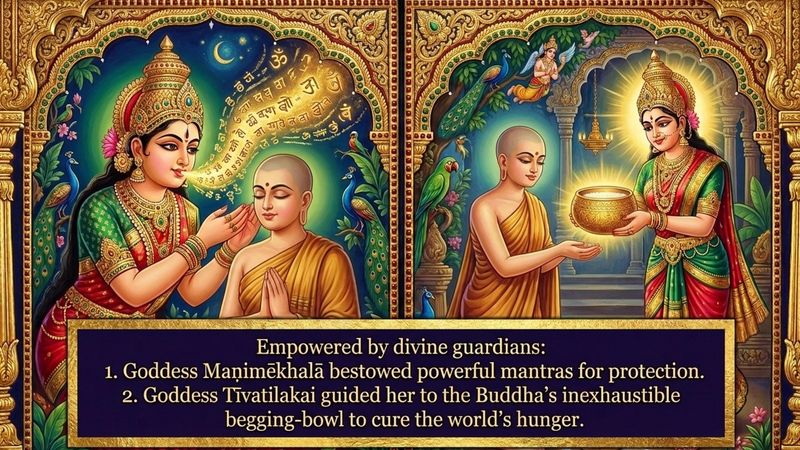 ॐ
Empowered by divine guardians:
1. Goddess Maṇimēkhalā bestowed powerful mantras for protection.
2. Goddess Tīvatilakai guided her to the Buddha's inexhaustible
begging-bowl to cure the world's hunger.